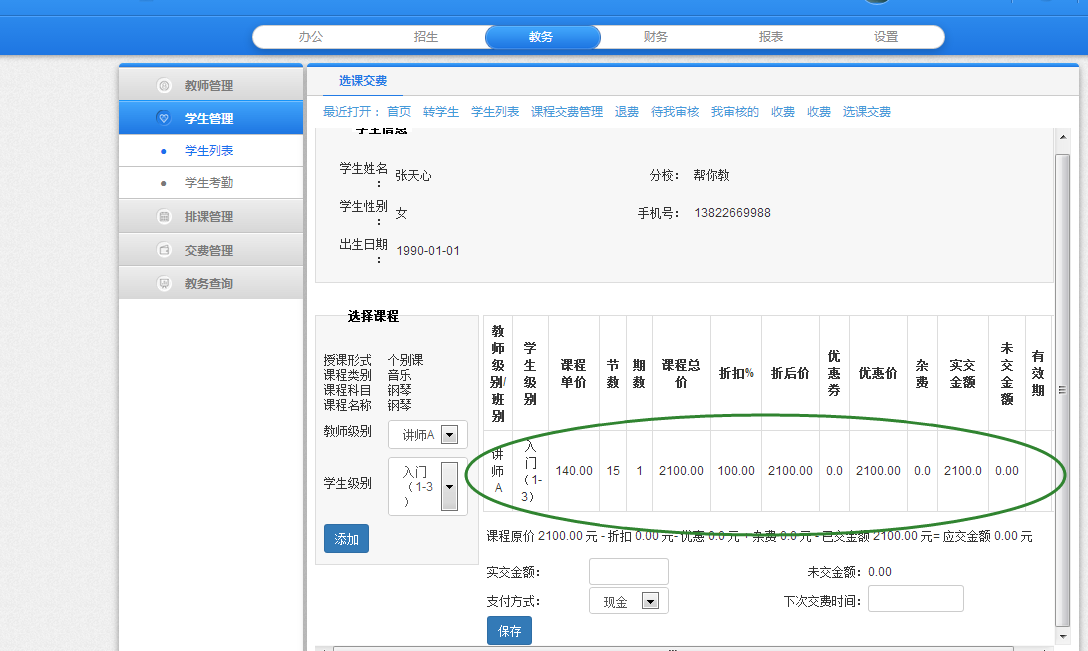 办公 招生 教务 财务 报表 设置
教师管理
学生管理
学生列表
学生考勤
排课管理
交费管理
教务查询
选课交费
最近打开： 首页 转学生 学生列表 课程交费管理 退费 待我审核 我审核的 收费 收费 选课交费
学生信息
学生姓名： 张天心 分校： 帮你教
学生性别： 女 手机号： 13822669988
出生日期： 1990-01-01
选择课程
授课形式 个别课
课程类别 音乐
课程科目 钢琴
课程名称 钢琴
教师级别 讲师A
学生级别 入门（1-3）
添加
教师级别/班别 学生级别 课程单价 节数 期数 课程总价 折扣% 折后价 优惠券 优惠价 杂费 实交金额 未交金额 有效期
讲师A 入门（1-3） 140.00 15 1 2100.00 100.00 2100.00 0.0 2100.00 0.0 2100.0 0.00
课程原价 2100.00 元 - 折扣 0.00 元- 优惠 0.0 元 + 杂费 0.0 元 - 已交金额 2100.00 元= 应交金额 0.00 元
实交金额： 未交金额： 0.00
支付方式： 现金 下次交费时间：
保存